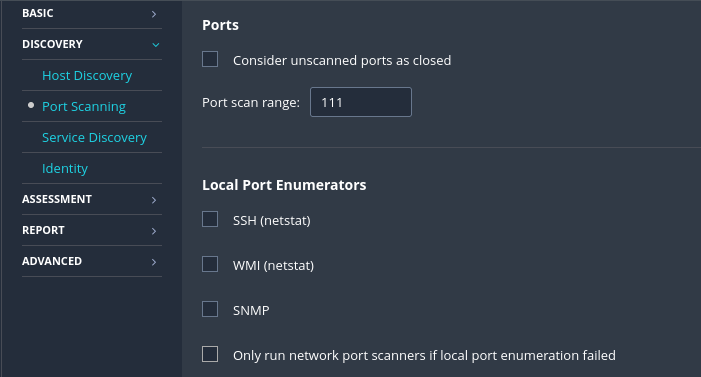 BASIC
DISCOVERY
Host Discovery
Port Scanning
Service Discovery
Identity
ASSESSMENT
REPORT
ADVANCED
Ports
Consider unscanned ports as closed
Port scan range: 111
Local Port Enumerators
SSH (netstat)
WMI (netstat)
SNMP
Only run network port scanners if local port enumeration failed